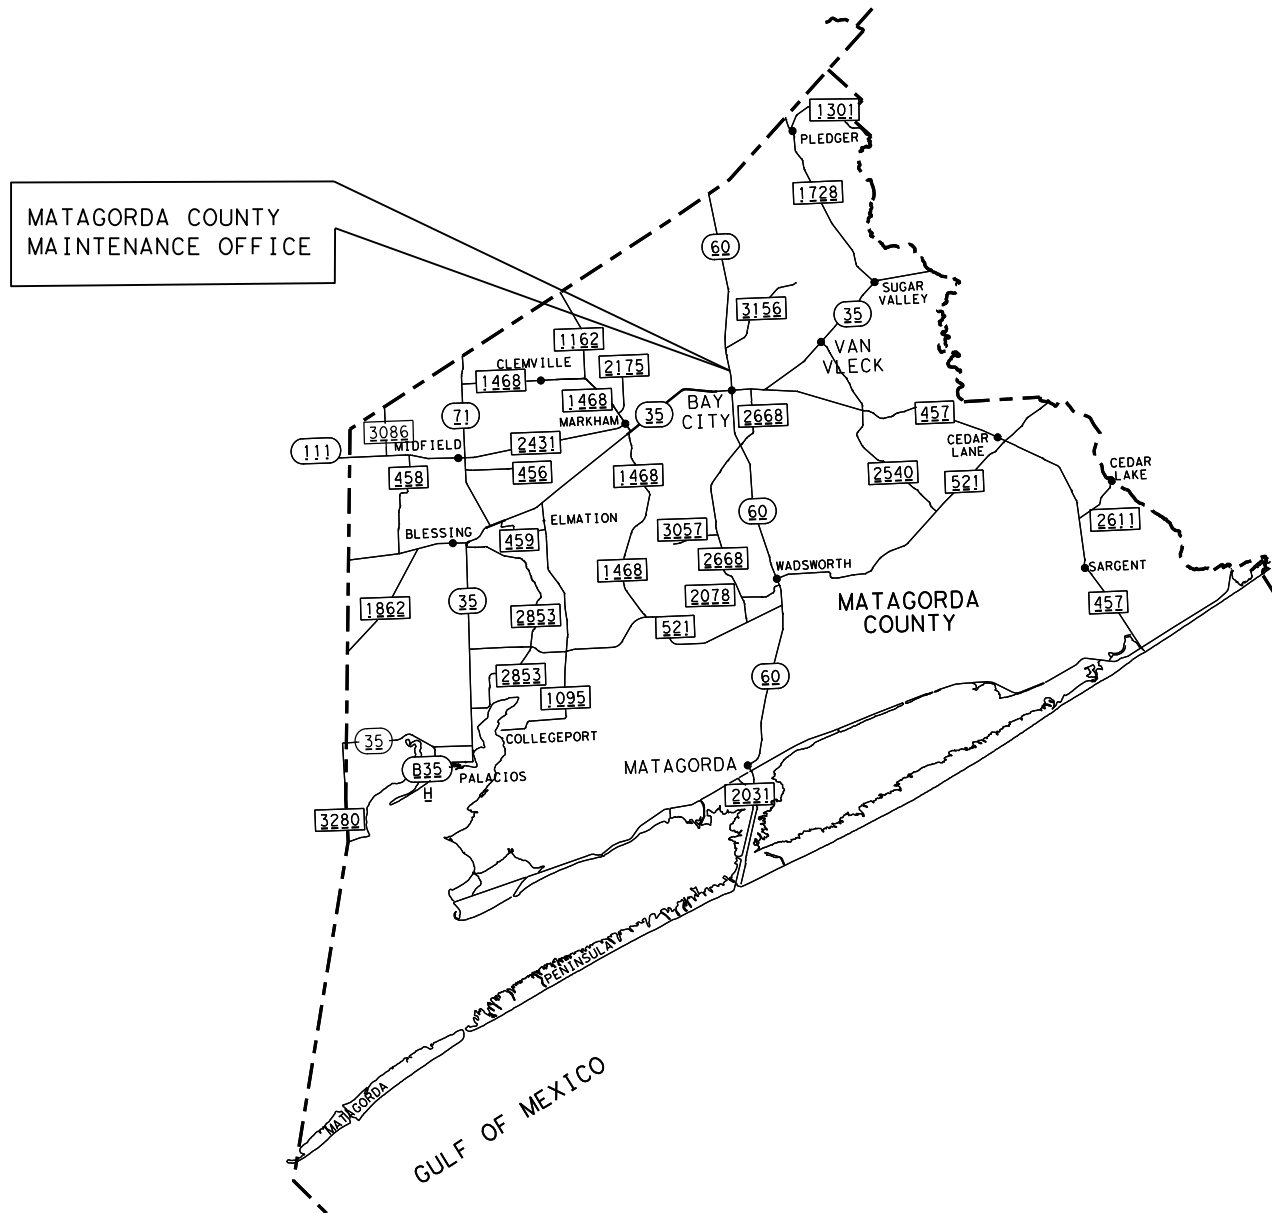 1301
PLEDGER
1728
MATAGORDA COUNTY
MAINTENANCE OFFICE
60
SUGAR
VALLEY
3156
35
1162
VAN
VLECK
CLEMVILLE
2175
1468
1468
BAY
CITY
71
35
2668
457
MARKHAM
3086
111
MIDFIELD
2431
CEDAR
LANE
458
456
1468
2540
521
CEDAR
LAKE
60
ELMATION
2611
BLESSING
459
3057
2668
1468
WADSWORTH
SARGENT
1862
35
2853
2078
MATAGORDA
COUNTY
457
521
2853
60
1095
35
COLLEGEPORT
B35
H
PALACIOS
MATAGORDA
2031
3280
PENINSULA
MATAGORDA
GULF OF MEXICO